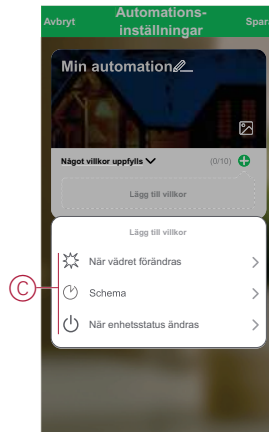 Avbryt
Automations-
inställningar
Spar
Min automation
Något villkor uppfylls
(0/10)
Lägg till villkor
Lägg till villkor
När vädret förändras
Schema
När enhetsstatus ändras
C